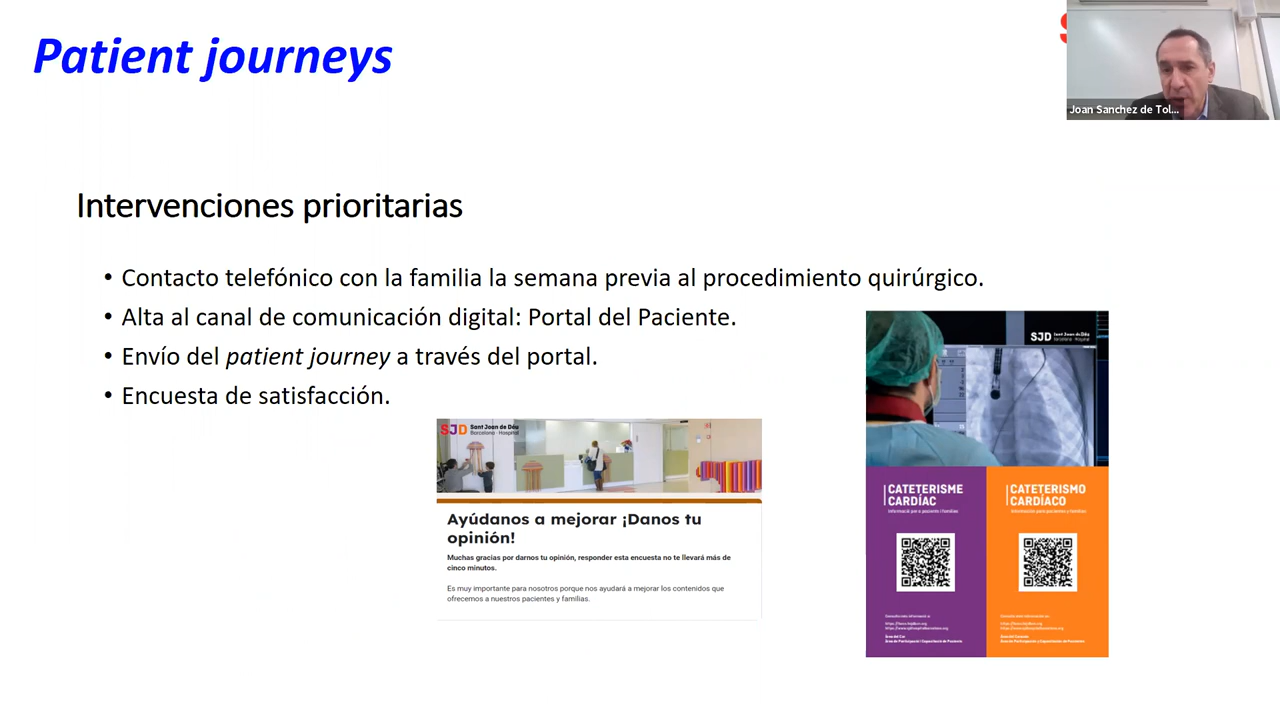 Patient journeys
S
Joan Sanchez de Tol...
Intervenciones prioritarias
• Contacto telefónico con la familia la semana previa al procedimiento quirúrgico.
• Alta al canal de comunicación digital: Portal del Paciente.
• Envío del patient journey a través del portal.
• Encuesta de satisfacción.
SJD Sant Joan de Déu
Barcelona · Hospital
Ayúdanos a mejorar ¡Danos tu
opinión!
Muchas gracias por darnos tu opinión, responder esta encuesta no te llevará más de
cinco minutos.
Es muy importante para nosotros porque nos ayudará a mejorar los contenidos que
ofrecemos a nuestros pacientes y familias.
SJD Sant Joan de Déu
Barcelona · Hospital
CATETERISME
CARDÍAC
Informació per a pacients i famílies
CATETERISMO
CARDÍACO
Información para pacientes y familias